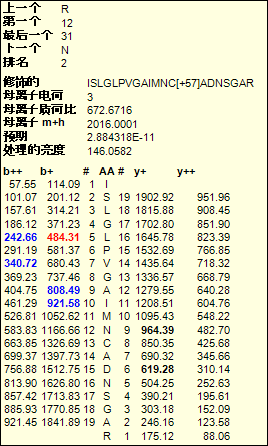 上一个 R
第一个 12
最后一个 31
下一个 N
排名 2
修饰的 ISLGLPVGAIMNC[+57]ADNSGAR
母离子电荷 3
母离子质荷比 672.6716
母离子 m+h 2016.0001
预期 2.884318E-11
处理的亮度 146.0582
b++ b+ # AA # y+ y++
57.55 114.09 1 I
101.07 201.12 2 S 19 1902.92 951.96
157.61 314.21 3 L 18 1815.88 908.45
186.12 371.23 4 G 17 1702.80 851.90
242.66 484.31 5 L 16 1645.78 823.39
291.19 581.37 6 P 15 1532.69 766.85
340.72 680.43 7 V 14 1435.64 718.32
369.23 737.46 8 G 13 1336.57 668.79
404.75 808.49 9 A 12 1279.55 640.28
461.29 921.58 10 I 11 1208.51 604.76
526.81 1052.62 11 M 10 1095.43 548.22
583.83 1166.66 12 N 9 964.39 482.70
663.85 1326.69 13 C 8 850.35 425.68
699.37 1397.73 14 A 7 690.32 345.66
756.88 1512.75 15 D 6 619.28 310.14
813.90 1626.80 16 N 5 504.25 252.63
857.42 1713.83 17 S 4 390.21 195.61
885.93 1770.85 18 G 3 303.18 152.09
921.45 1841.89 19 A 2 246.16 123.58
R 1 175.12 88.06